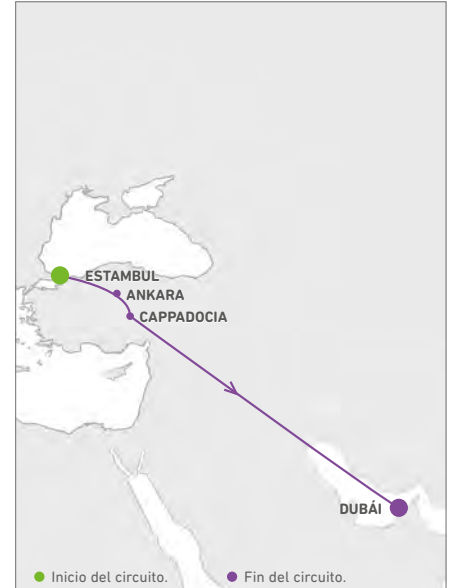 ESTAMBUL
ANKARA
CAPPADOCIA
DUBÁI
Inicio del circuito.
Fin del circuito.